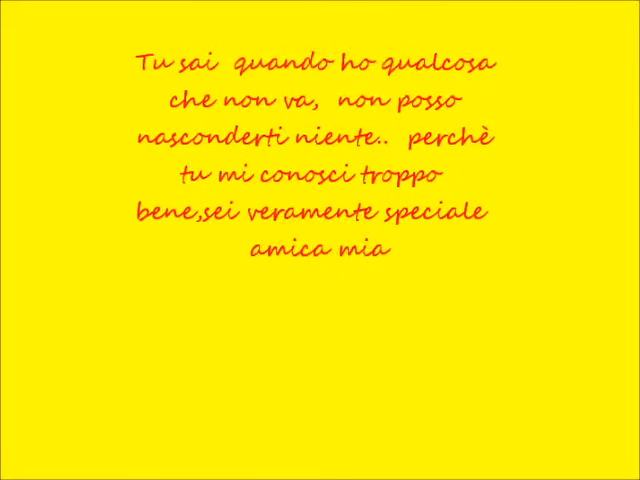 Tu sai quando ho qualcosa
che non va, non posso
nasconderti niente.. perchè
tu mi conosci troppo
bene,sei veramente speciale
amica mia